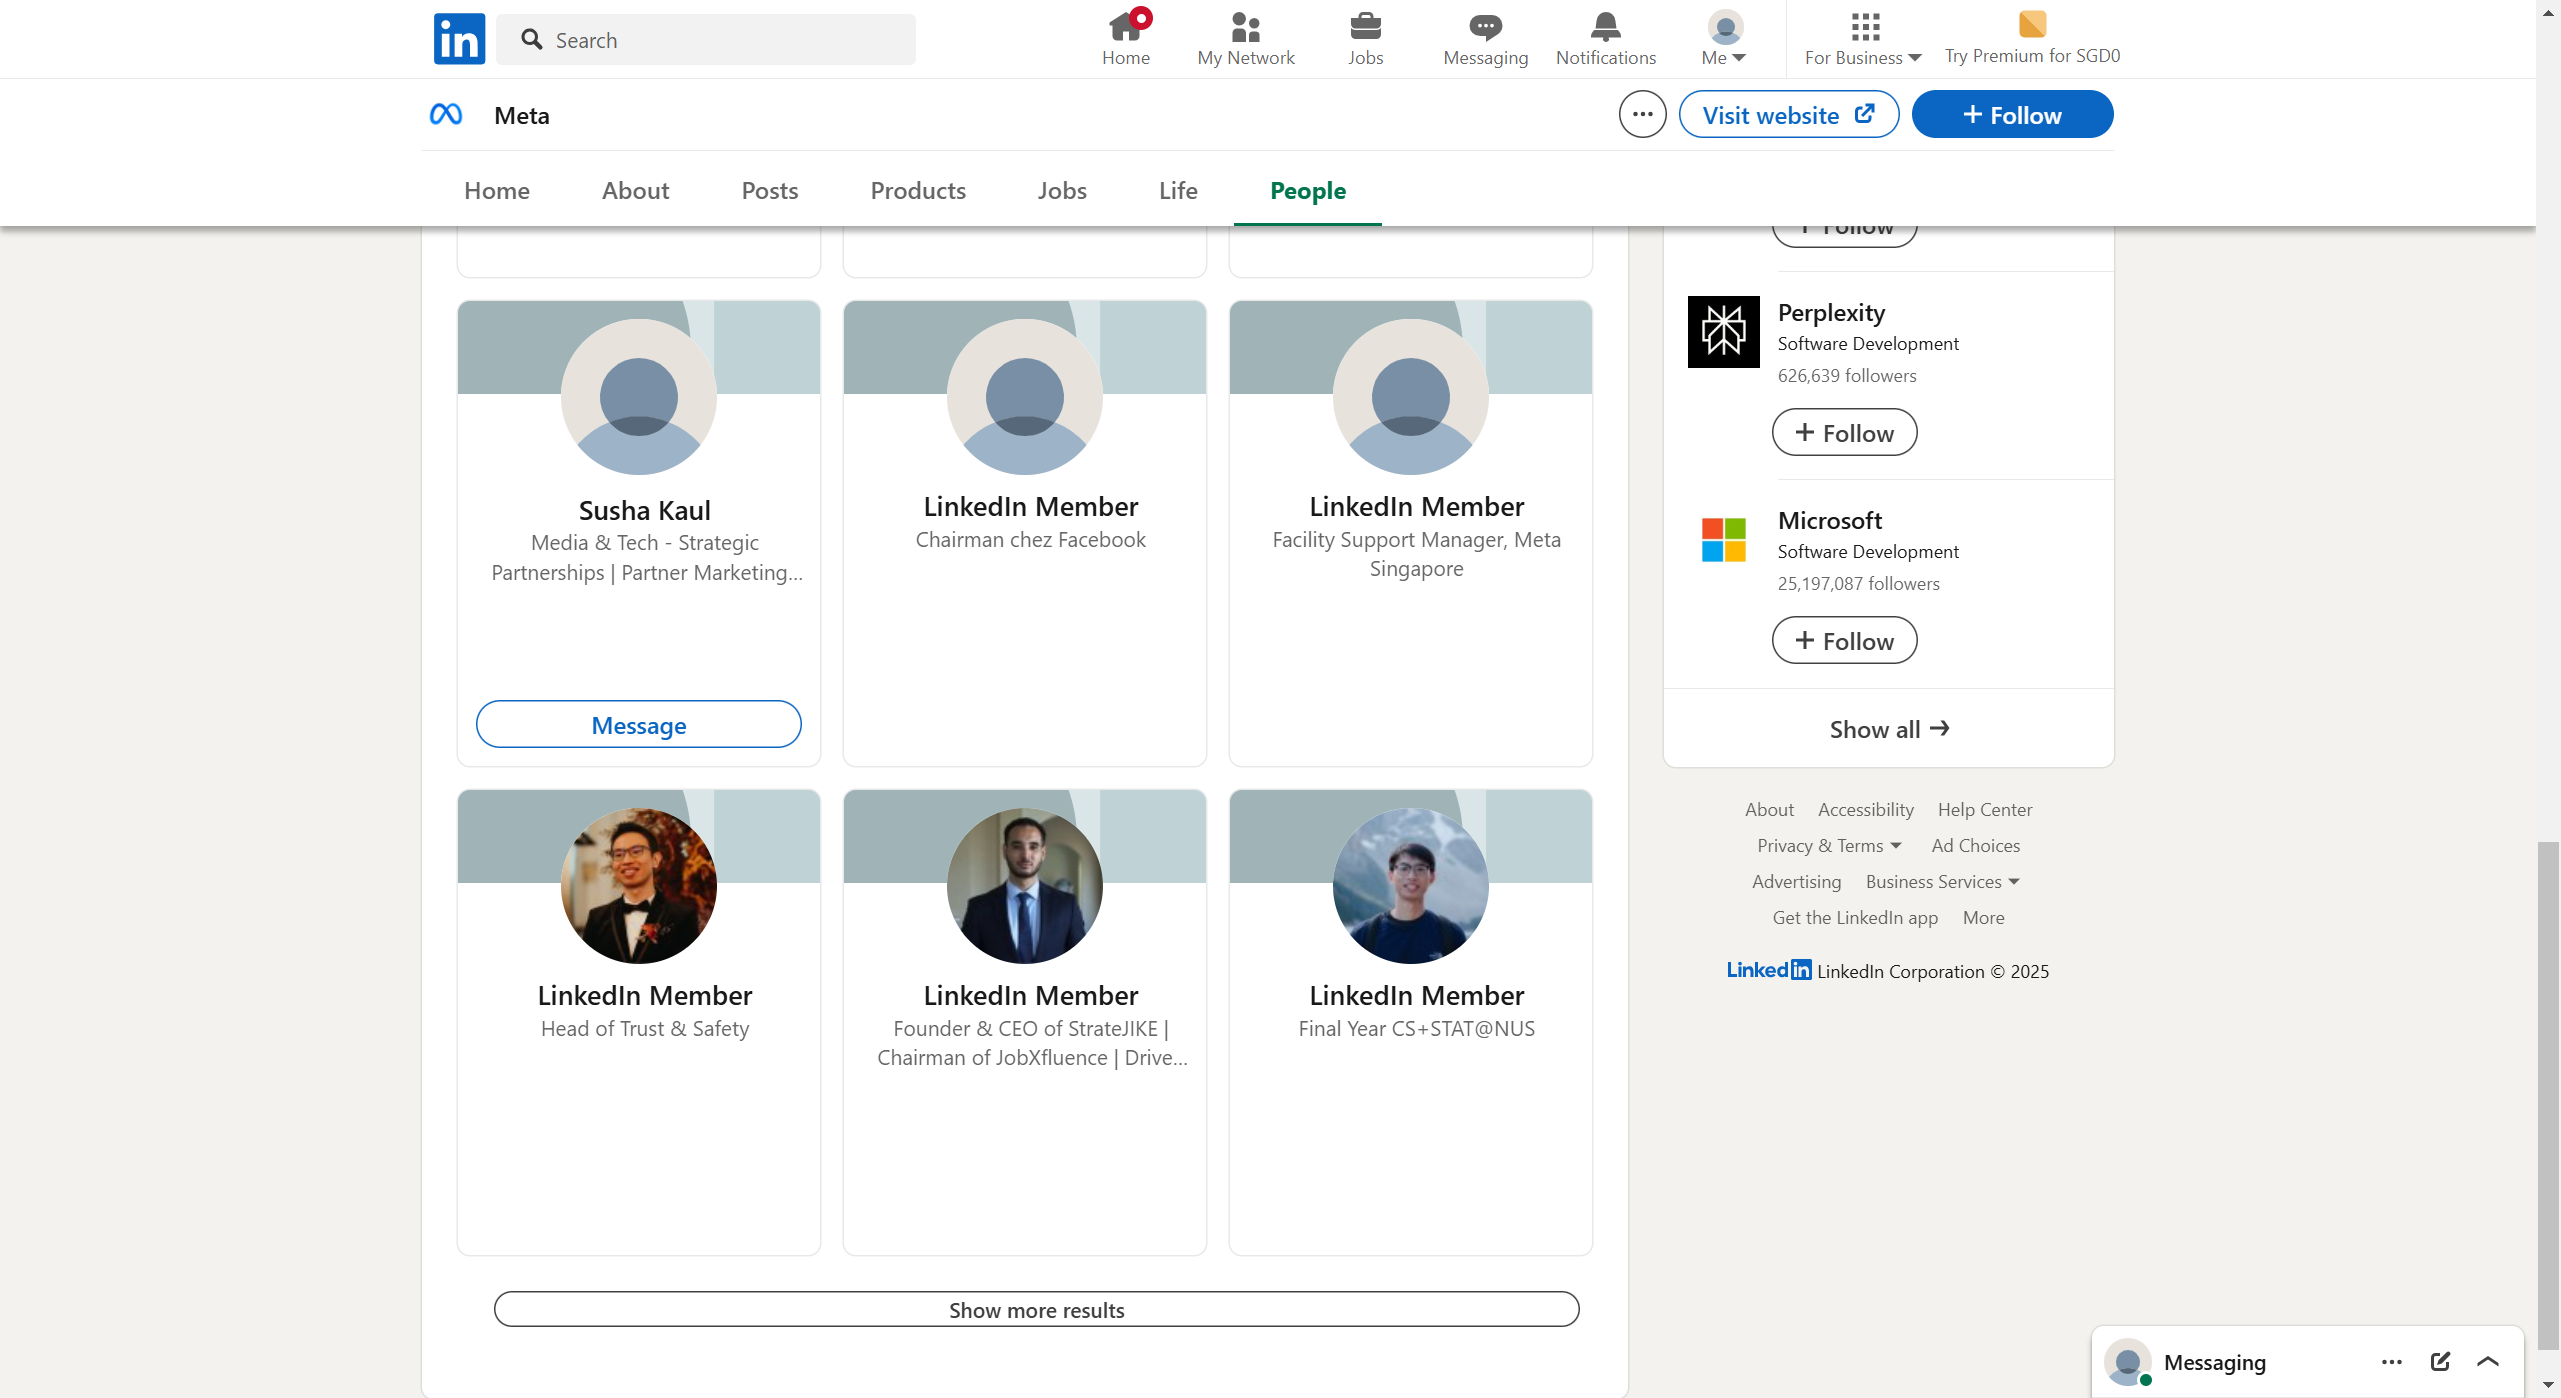 Search
Home
My Network
Jobs
Messaging
Notifications
Me
For Business
Try Premium for SGD0
Meta
Visit website
Follow
Home
About
Posts
Products
Jobs
Life
People
Susha Kaul
Media & Tech - Strategic
Partnerships | Partner Marketing...
Message
LinkedIn Member
Chairman chez Facebook
LinkedIn Member
Facility Support Manager, Meta
Singapore
LinkedIn Member
Head of Trust & Safety
LinkedIn Member
Founder & CEO of StrateJIKE |
Chairman of JobXfluence | Drive...
LinkedIn Member
Final Year CS+STAT@NUS
Show more results
Follow
Perplexity
Software Development
626,639 followers
Follow
Microsoft
Software Development
25,197,087 followers
Follow
Show all
About Accessibility Help Center
Privacy & Terms Ad Choices
Advertising Business Services
Get the LinkedIn app More
LinkedIn LinkedIn Corporation © 2025
Messaging